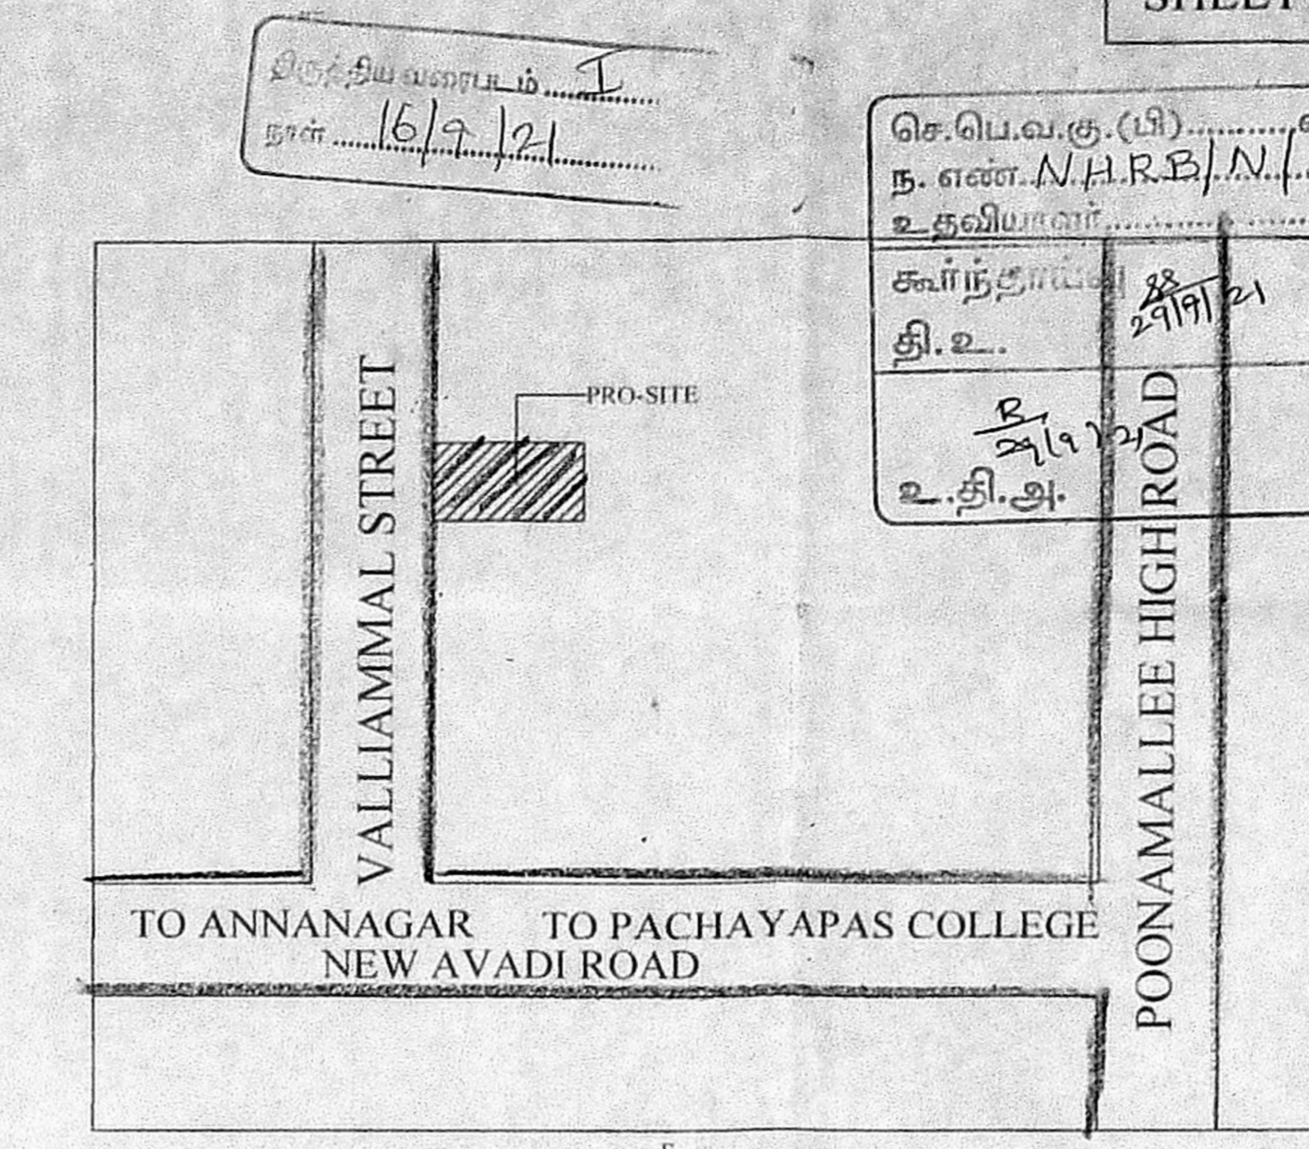 திருத்திய வரைபடம் ...... I ......
நாள் ...... 16/9/21 ......
செ.பெ.வ.கு.(பி)..........
ந. எண். NHRB/N/
உதவியாளர் ..............
கூர்ந்தாய்வு
29/9/21
தி.உ.
29/9/21
உ.தி.அ.
PRO-SITE
VALLIAMMAL STREET
POONAMALLEE HIGH ROAD
TO ANNANAGAR TO PACHAYAPAS COLLEGE
NEW AVADI ROAD